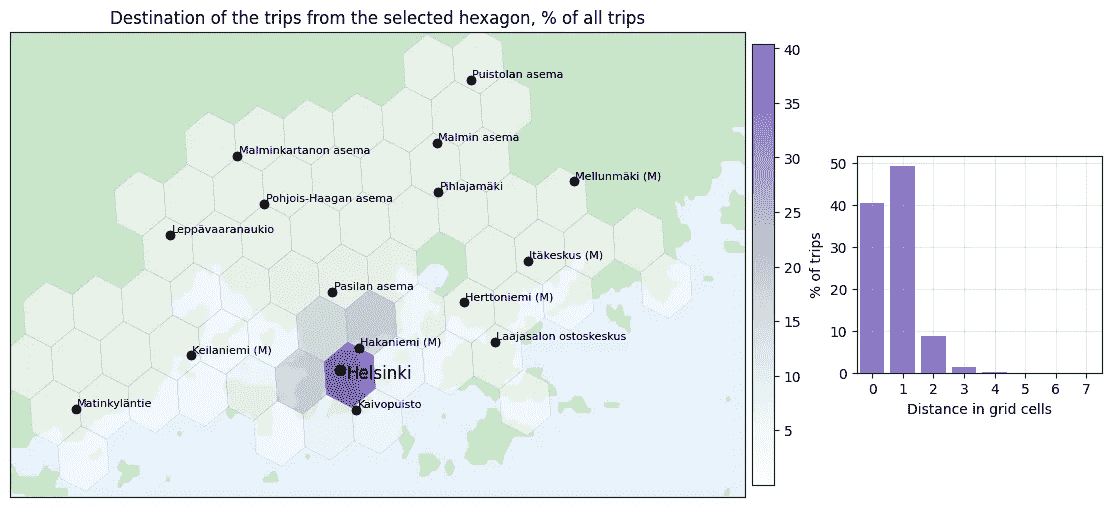 Destination of the trips from the selected hexagon, % of all trips
Puistolan asema
Malmin asema
Malminkartanon asema
Mellunmäki (M)
Pihlajamäki
Pohjois-Haagan asema
Leppävaaranaukio
Itäkeskus (M)
Pasilan asema
Herttoniemi (M)
Laajasalon ostoskeskus
Hakaniemi (M)
Keilaniemi (M)
Helsinki
Matinkyläntie
Kaivopuisto
40
35
30
25
20
15
10
5
% of trips
50
40
30
20
10
0
0 1 2 3 4 5 6 7
Distance in grid cells